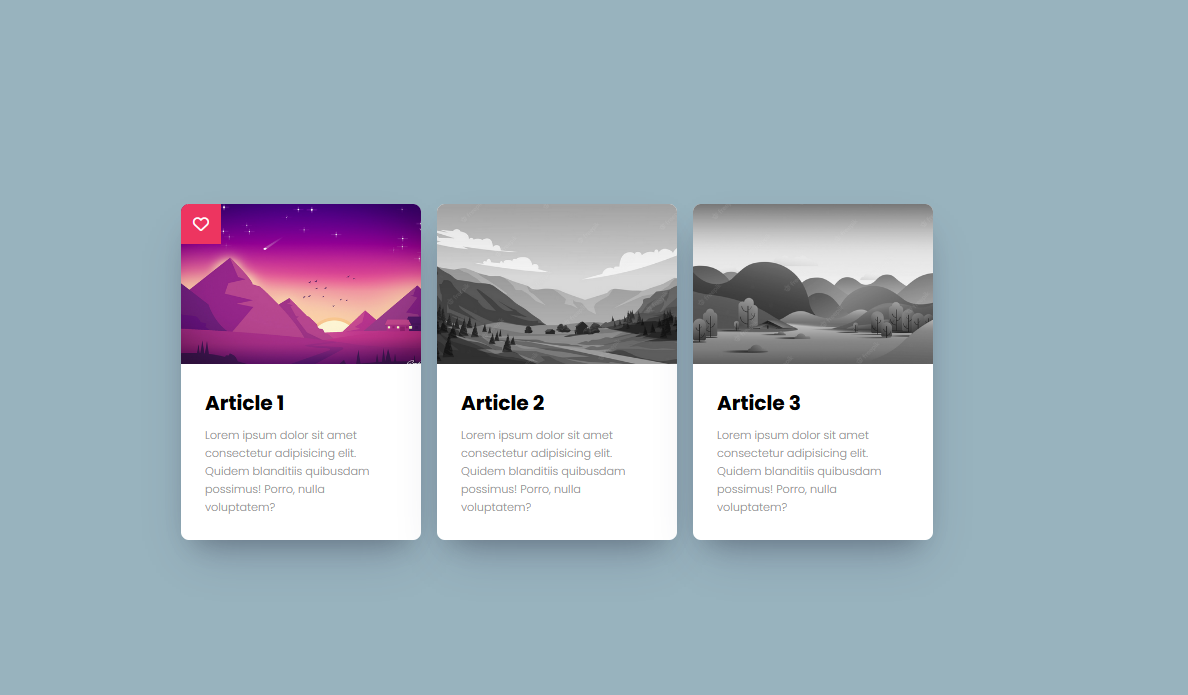 Article 1
Lorem ipsum dolor sit amet
consectetur adipisicing elit.
Quidem blanditiis quibusdam
possimus! Porro, nulla
voluptatem?
Article 2
Lorem ipsum dolor sit amet
consectetur adipisicing elit.
Quidem blanditiis quibusdam
possimus! Porro, nulla
voluptatem?
Article 3
Lorem ipsum dolor sit amet
consectetur adipisicing elit.
Quidem blanditiis quibusdam
possimus! Porro, nulla
voluptatem?